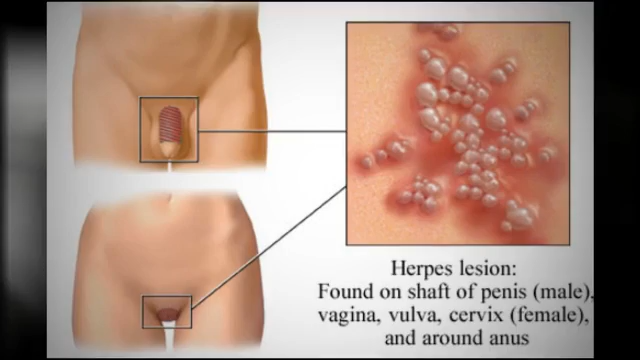 Herpes lesion:
Found on shaft of penis (male),
vagina, vulva, cervix (female),
and around anus